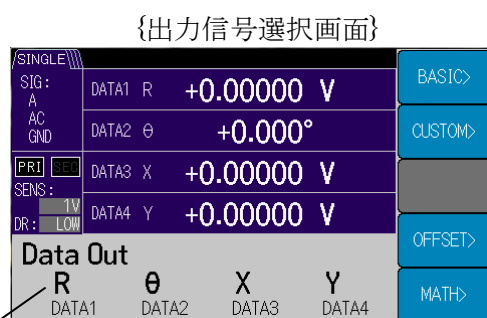 {出力信号選択画面}
SINGLE
SIG:
A
AC
GND
PRI SEC
SENS:
1V
DR: LOW
DATA1 R +0.00000 V
DATA2 θ +0.000°
DATA3 X +0.00000 V
DATA4 Y +0.00000 V
Data Out
R θ X Y
DATA1 DATA2 DATA3 DATA4
BASIC>
CUSTOM>
OFFSET>
MATH>